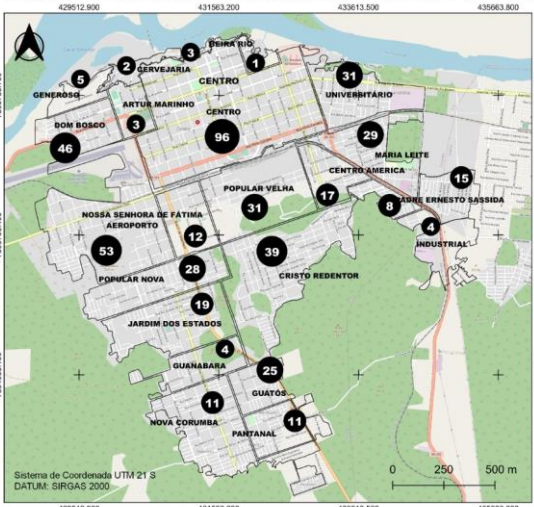 429512.900 431563.200 433613.500 435663.800
BEIRA RIO
3
2
CERVEJARIA
1
5
CENTRO
31
GENEROSO
UNIVERSITÁRIO
ARTUR MARINHO
CENTRO
DOM BOSCO
3
96
29
46
MARIA LEITE
CENTRO AMERICA
15
POPULAR VELHA
17
PADRE ERNESTO SASSIDA
8
NOSSA SENHORA DE FÁTIMA
31
AEROPORTO
4
12
INDUSTRIAL
53
39
28
CRISTO REDENTOR
POPULAR NOVA
19
JARDIM DOS ESTADOS
4
GUANABARA
25
GUATÓS
11
NOVA CORUMBA
11
PANTANAL
Sistema de Coordenada UTM 21 S
DATUM: SIRGAS 2000
0 250 500 m